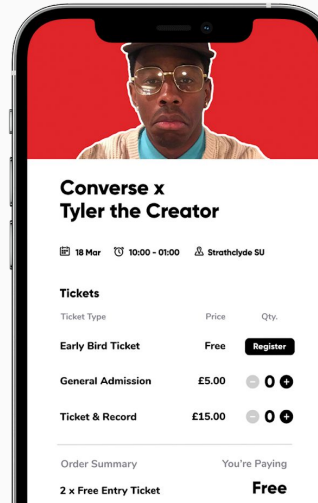 Converse x
Tyler the Creator
18 Mar 10:00 - 01:00 Strathclyde SU
Tickets
Ticket Type Price Qty.
Early Bird Ticket Free Register
General Admission £5.00 - 0 +
Ticket & Record £15.00 - 0 +
Order Summary You're Paying
2 x Free Entry Ticket Free